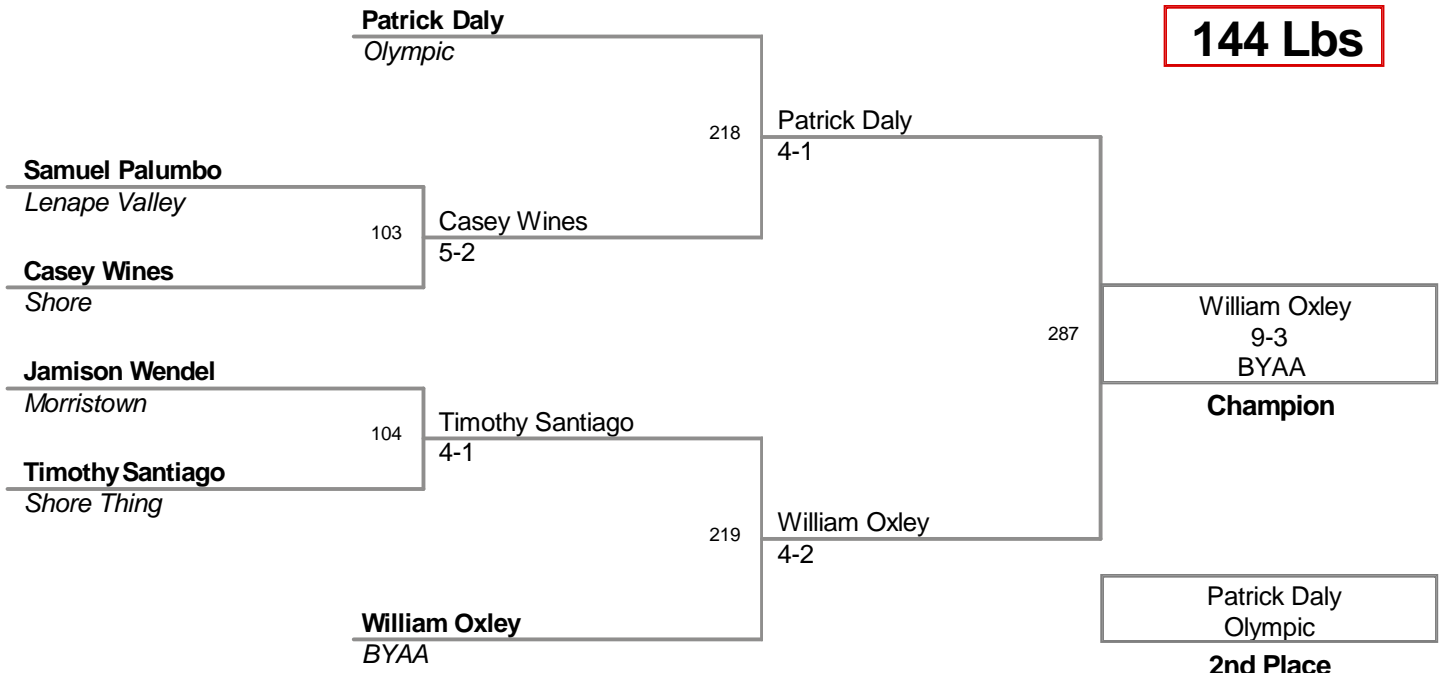 Patrick Daly
Olympic
144 Lbs
218
Patrick Daly
4-1
Samuel Palumbo
Lenape Valley
103
Casey Wines
5-2
Casey Wines
Shore
287
William Oxley
9-3
BYAA
Champion
Jamison Wendel
Morristown
104
Timothy Santiago
4-1
Timothy Santiago
Shore Thing
219
William Oxley
4-2
William Oxley
BYAA
Patrick Daly
Olympic
2nd Place